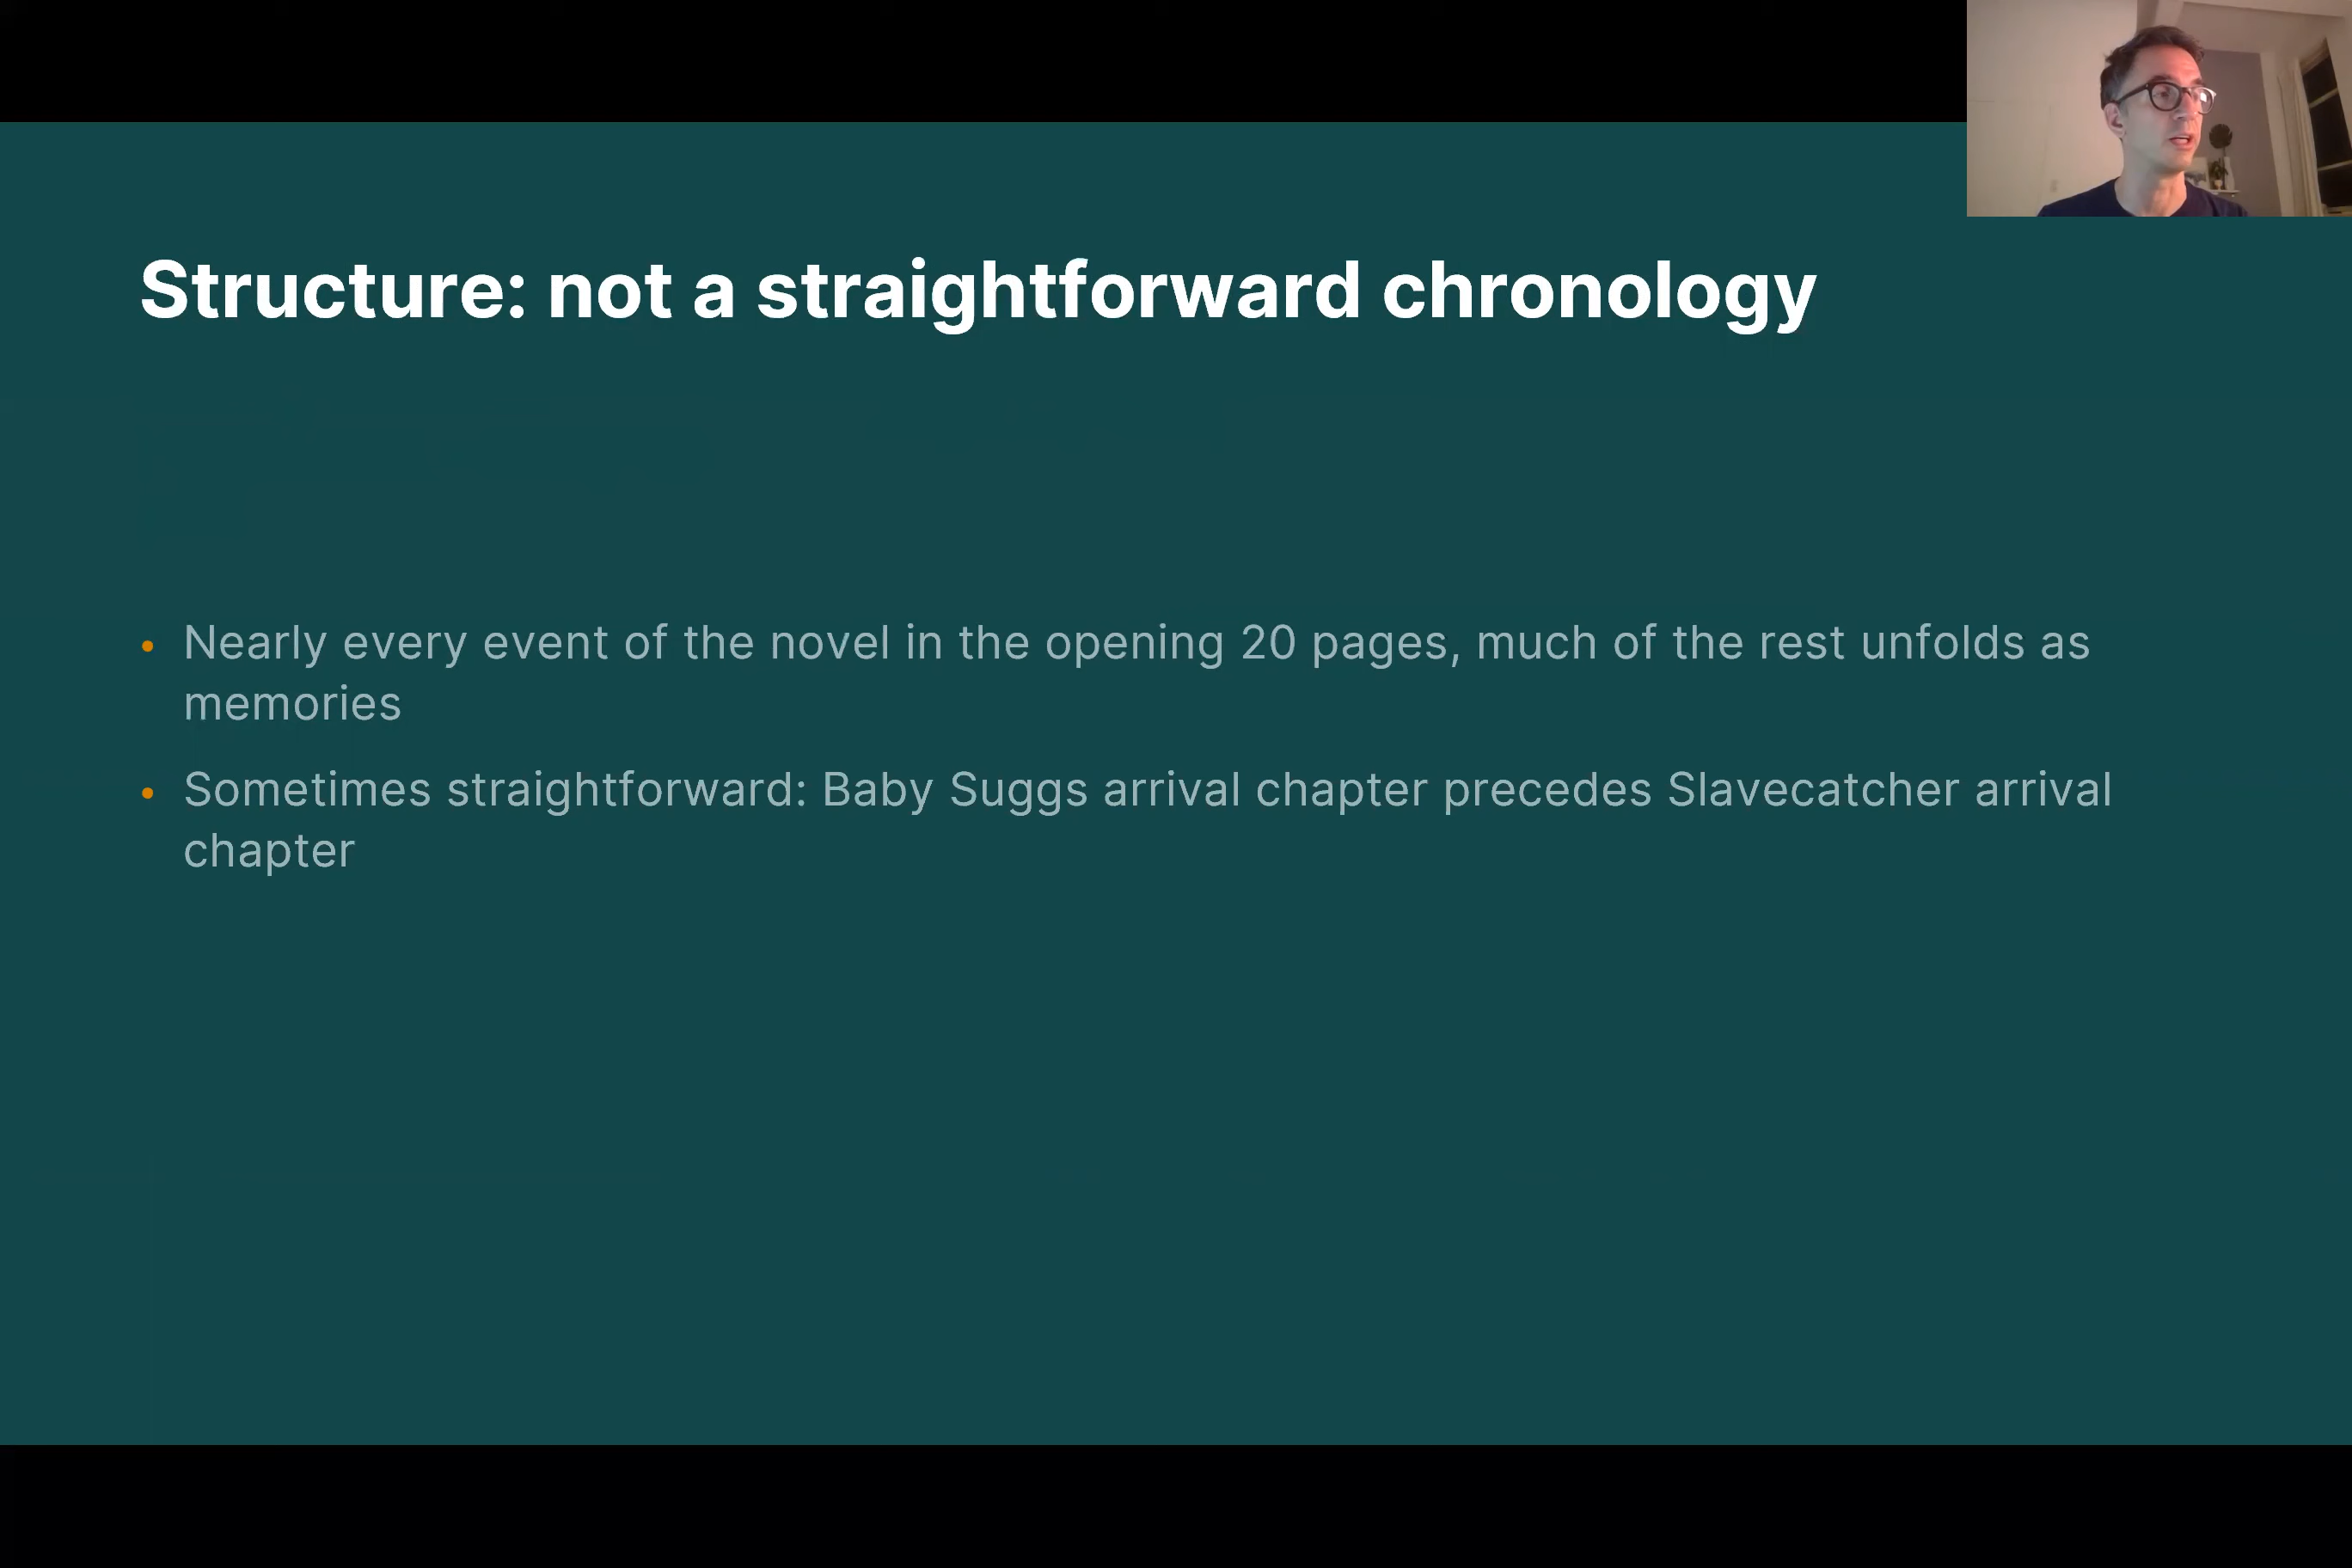 Structure: not a straightforward chronology
• Nearly every event of the novel in the opening 20 pages, much of the rest unfolds as
memories
• Sometimes straightforward: Baby Suggs arrival chapter precedes Slavecatcher arrival
chapter